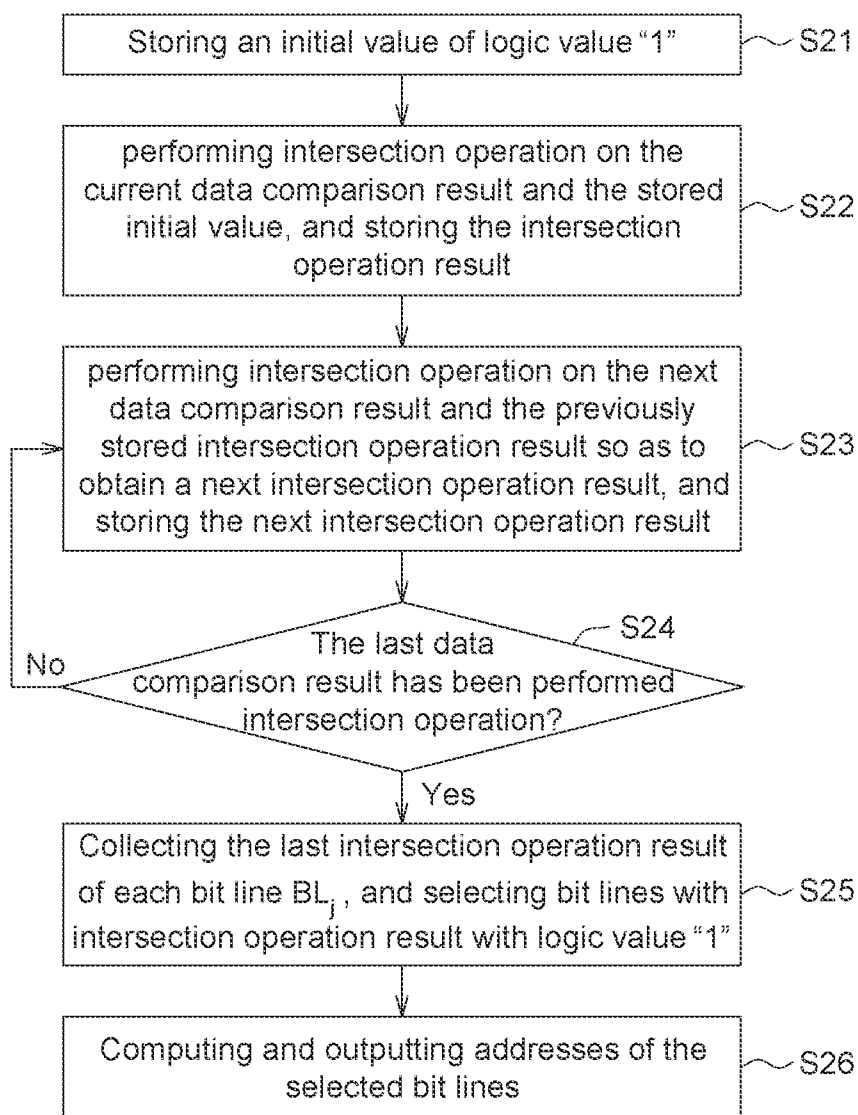 Storing an initial value of logic value “1”
S21
performing intersection operation on the
current data comparison result and the stored
initial value, and storing the intersection
operation result
S22
performing intersection operation on the next
data comparison result and the previously
stored intersection operation result so as to
obtain a next intersection operation result, and
storing the next intersection operation result
S23
S24
The last data
comparison result has been performed
intersection operation?
No
Yes
Collecting the last intersection operation result
of each bit line BLj , and selecting bit lines with
intersection operation result with logic value “1”
S25
Computing and outputting addresses of the
selected bit lines
S26